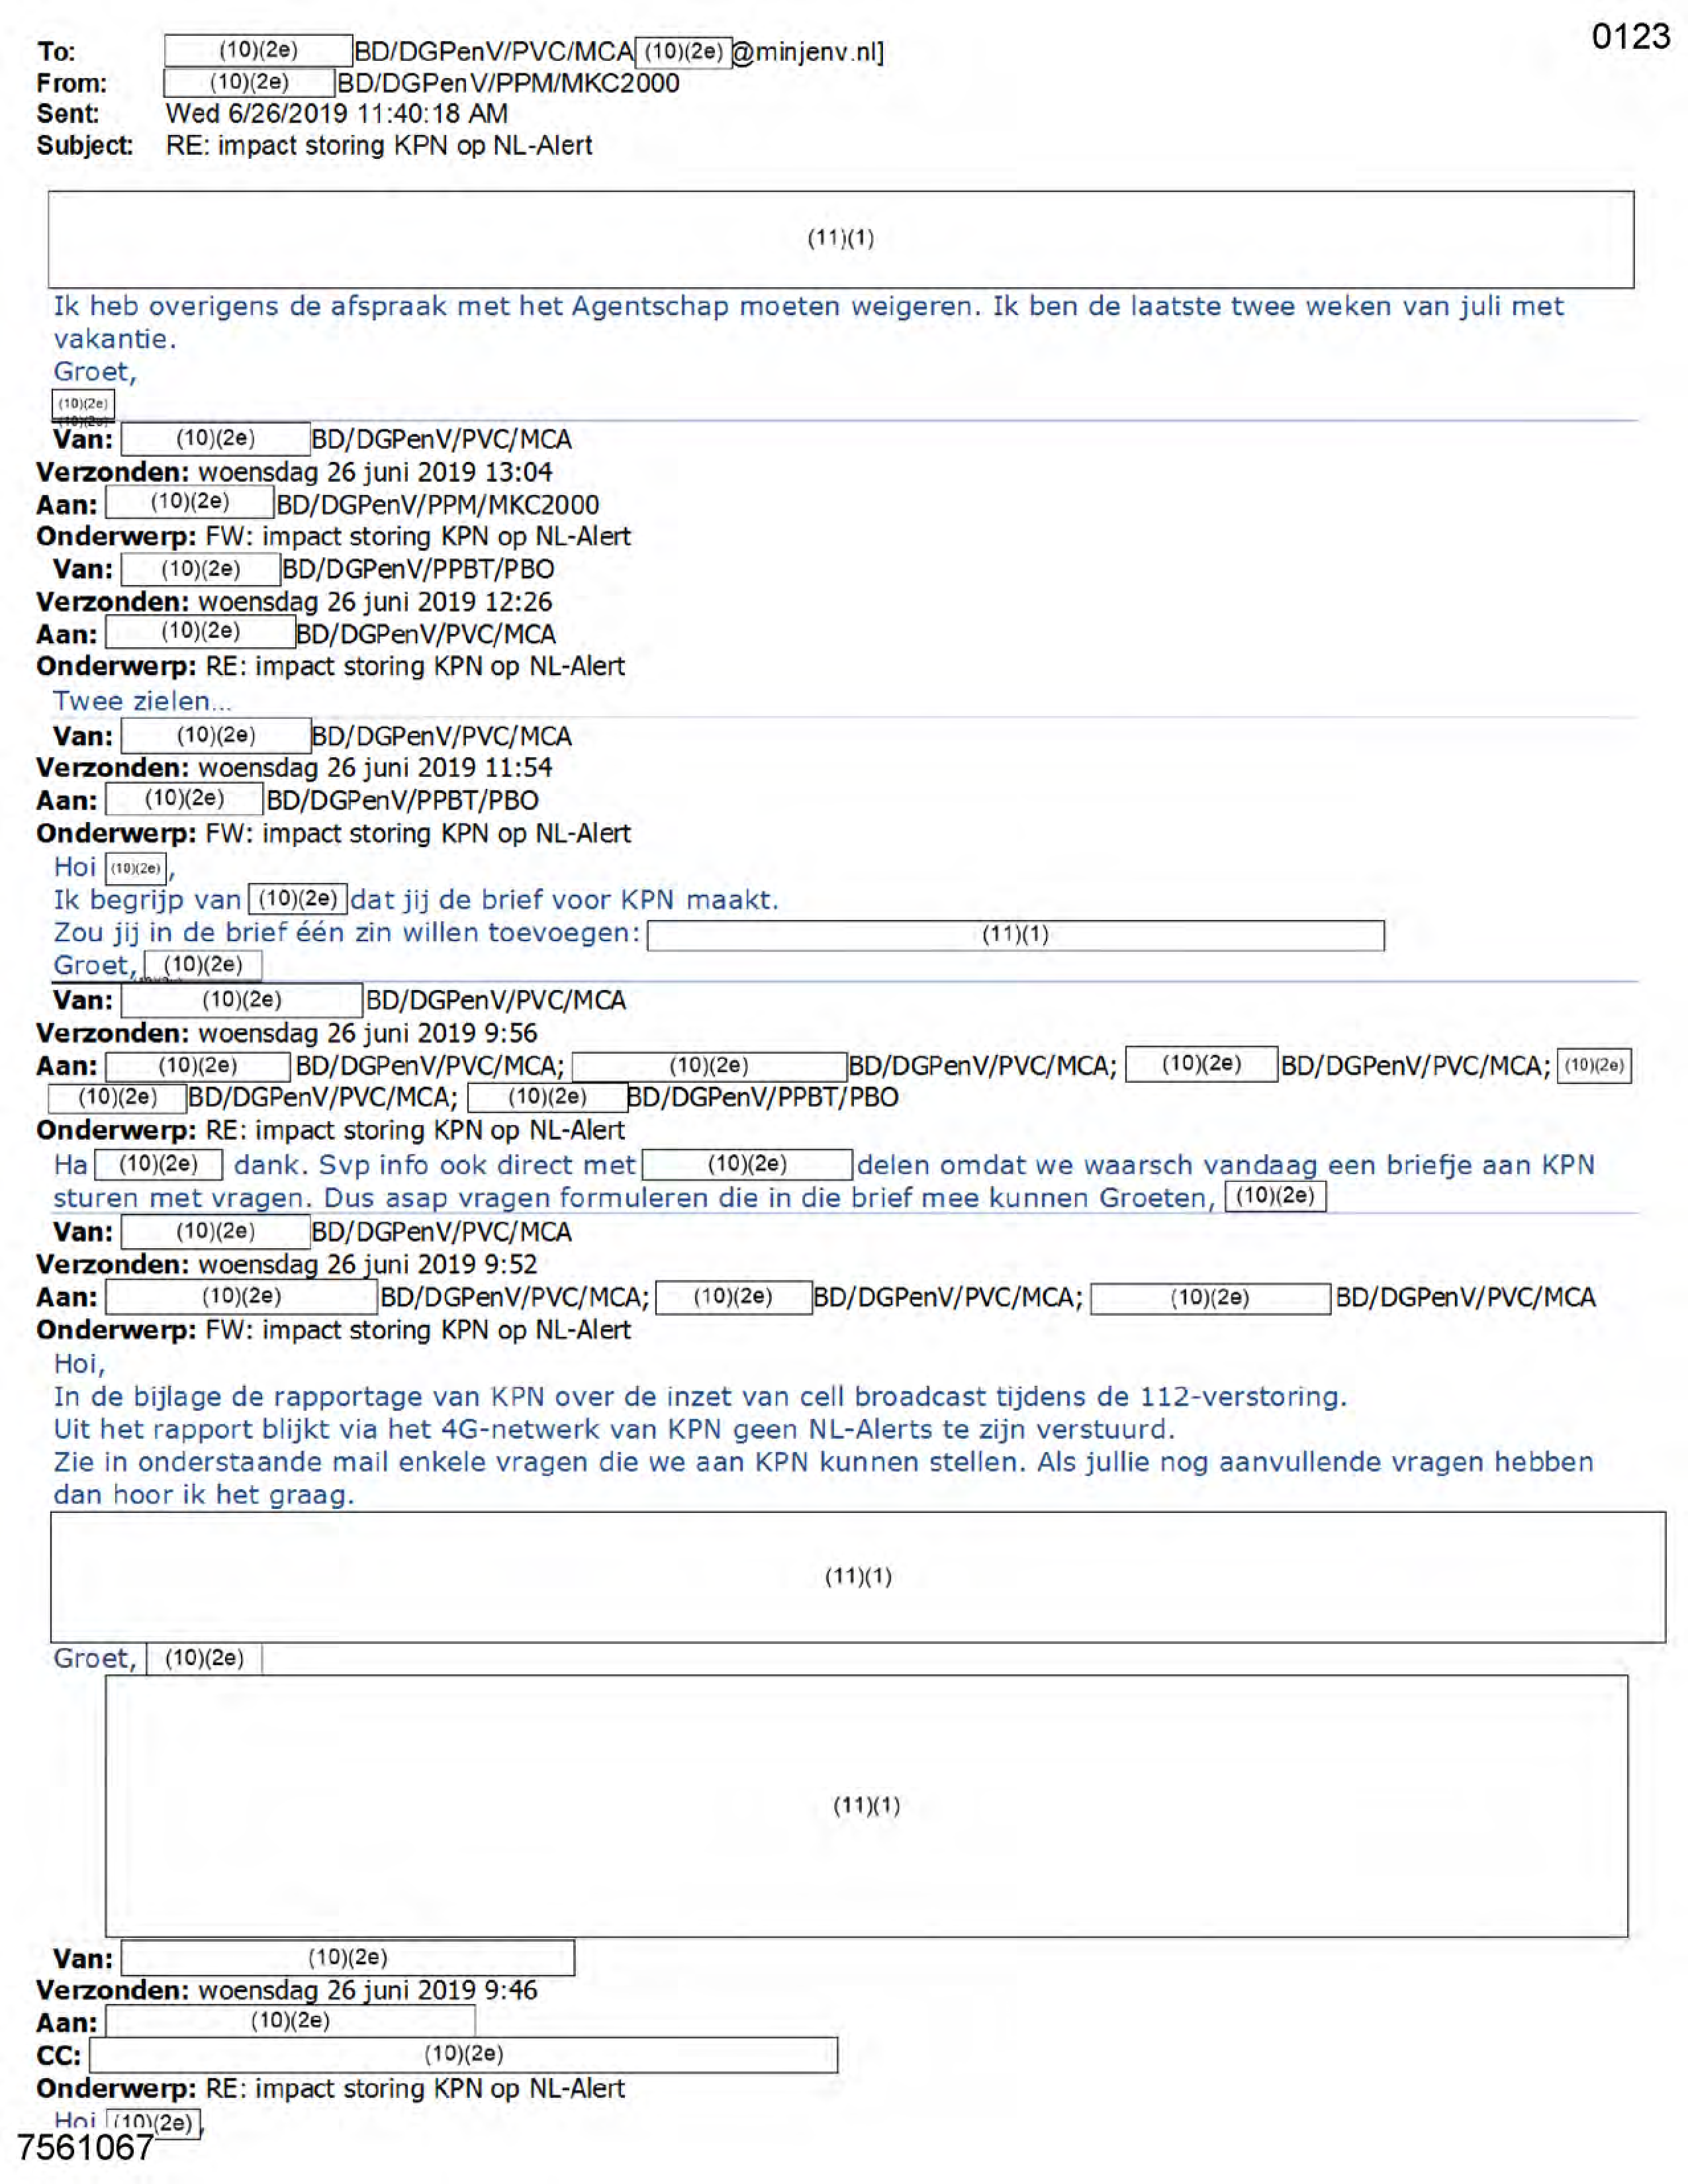 0123
To: (10)(2e) BD/DGPenV/PVC/MCA (10)(2e) @minjenv.nl]
From: (10)(2e) BD/DGPenV/PPM/MKC2000
Sent: Wed 6/26/2019 11:40:18 AM
Subject: RE: impact storing KPN op NL-Alert
(11)(1)
Ik heb overigens de afspraak met het Agentschap moeten weigeren. Ik ben de laatste twee weken van juli met
vakantie.
Groet,
(10)(2e)
(10)(2e)
Van: (10)(2e) BD/DGPenV/PVC/MCA
Verzonden: woensdag 26 juni 2019 13:04
Aan: (10)(2e) BD/DGPenV/PPM/MKC2000
Onderwerp: FW: impact storing KPN op NL-Alert
Van: (10)(2e) BD/DGPenV/PPBT/PBO
Verzonden: woensdag 26 juni 2019 12:26
Aan: (10)(2e) BD/DGPenV/PVC/MCA
Onderwerp: RE: impact storing KPN op NL-Alert
Twee zielen...
Van: (10)(2e) BD/DGPenV/PVC/MCA
Verzonden: woensdag 26 juni 2019 11:54
Aan: (10)(2e) BD/DGPenV/PPBT/PBO
Onderwerp: FW: impact storing KPN op NL-Alert
Hoi (10)(2e),
Ik begrijp van (10)(2e) dat jij de brief voor KPN maakt.
Zou jij in de brief één zin willen toevoegen: (11)(1)
Groet, (10)(2e)
Van: (10)(2e) BD/DGPenV/PVC/MCA
Verzonden: woensdag 26 juni 2019 9:56
Aan: (10)(2e) BD/DGPenV/PVC/MCA; (10)(2e) BD/DGPenV/PVC/MCA; (10)(2e) BD/DGPenV/PVC/MCA; (10)(2e)
(10)(2e) BD/DGPenV/PVC/MCA; (10)(2e) BD/DGPenV/PPBT/PBO
Onderwerp: RE: impact storing KPN op NL-Alert
Ha (10)(2e) dank. Svp info ook direct met (10)(2e) delen omdat we waarsch vandaag een briefje aan KPN
sturen met vragen. Dus asap vragen formuleren die in die brief mee kunnen Groeten, (10)(2e)
Van: (10)(2e) BD/DGPenV/PVC/MCA
Verzonden: woensdag 26 juni 2019 9:52
Aan: (10)(2e) BD/DGPenV/PVC/MCA; (10)(2e) BD/DGPenV/PVC/MCA; (10)(2e) BD/DGPenV/PVC/MCA
Onderwerp: FW: impact storing KPN op NL-Alert
Hoi,
In de bijlage de rapportage van KPN over de inzet van cell broadcast tijdens de 112-verstoring.
Uit het rapport blijkt via het 4G-netwerk van KPN geen NL-Alerts te zijn verstuurd.
Zie in onderstaande mail enkele vragen die we aan KPN kunnen stellen. Als jullie nog aanvullende vragen hebben
dan hoor ik het graag.
(11)(1)
Groet, (10)(2e)
(11)(1)
Van: (10)(2e)
Verzonden: woensdag 26 juni 2019 9:46
Aan: (10)(2e)
CC: (10)(2e)
Onderwerp: RE: impact storing KPN op NL-Alert
Hoi (10)(2e),
7561067